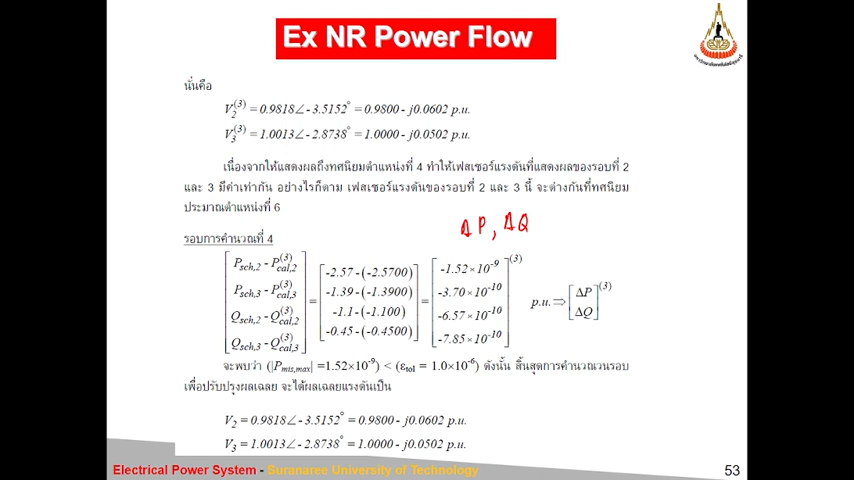 Ex NR Power Flow
นั่นคือ
V₂⁽³⁾ = 0.9818∠- 3.5152° = 0.9800 - j0.0602 p.u.
V₃⁽³⁾ = 1.0013∠- 2.8738° = 1.0000 - j0.0502 p.u.
เนื่องจากให้แสดงผลถึงทศนิยมตำแหน่งที่ 4 ทำให้เฟสเซอร์แรงดันที่แสดงผลของรอบที่ 2
และ 3 มีค่าเท่ากัน อย่างไรก็ตาม เฟสเซอร์แรงดันของรอบที่ 2 และ 3 นี้ จะต่างกันที่ทศนิยม
ประมาณตำแหน่งที่ 6
ΔP, ΔQ
รอบการคำนวณที่ 4
[P_sch,2 - P_cal,2⁽³⁾] = [-2.57 - (-2.5700)] = [-1.52×10⁻⁹]⁽³⁾ p.u. ⇒ [ΔP]⁽³⁾
[P_sch,3 - P_cal,3⁽³⁾] [-1.39 - (-1.3900)] [-3.70×10⁻¹⁰] [ΔQ]
[Q_sch,2 - Q_cal,2⁽³⁾] [-1.1 - (-1.100)] [-6.57×10⁻¹⁰]
[Q_sch,3 - Q_cal,3⁽³⁾] [-0.45 - (-0.4500)] [-7.85×10⁻¹⁰]
จะพบว่า (|P_mis,max| =1.52×10⁻⁹) < (ε_tol = 1.0×10⁻⁶) ดังนั้น สิ้นสุดการคำนวณวนรอบ
เพื่อปรับปรุงผลเฉลย จะได้ผลเฉลยแรงดันเป็น
V₂ = 0.9818∠- 3.5152° = 0.9800 - j0.0602 p.u.
V₃ = 1.0013∠- 2.8738° = 1.0000 - j0.0502 p.u.
Electrical Power System - Suranaree University of Technology
53